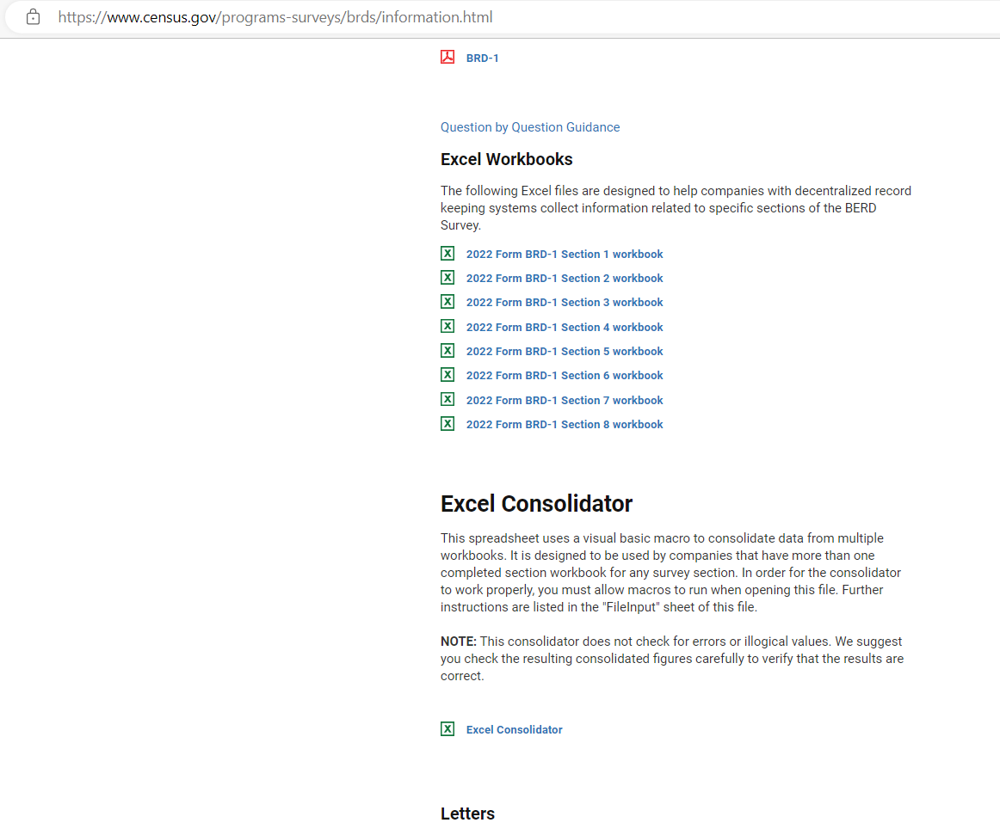 https://www.census.gov/programs-surveys/brds/information.html
BRD-1
Question by Question Guidance
Excel Workbooks
The following Excel files are designed to help companies with decentralized record
keeping systems collect information related to specific sections of the BERD
Survey.
2022 Form BRD-1 Section 1 workbook
2022 Form BRD-1 Section 2 workbook
2022 Form BRD-1 Section 3 workbook
2022 Form BRD-1 Section 4 workbook
2022 Form BRD-1 Section 5 workbook
2022 Form BRD-1 Section 6 workbook
2022 Form BRD-1 Section 7 workbook
2022 Form BRD-1 Section 8 workbook
Excel Consolidator
This spreadsheet uses a visual basic macro to consolidate data from multiple
workbooks. It is designed to be used by companies that have more than one
completed section workbook for any survey section. In order for the consolidator
to work properly, you must allow macros to run when opening this file. Further
instructions are listed in the "FileInput" sheet of this file.
NOTE: This consolidator does not check for errors or illogical values. We suggest
you check the resulting consolidated figures carefully to verify that the results are
correct.
Excel Consolidator
Letters